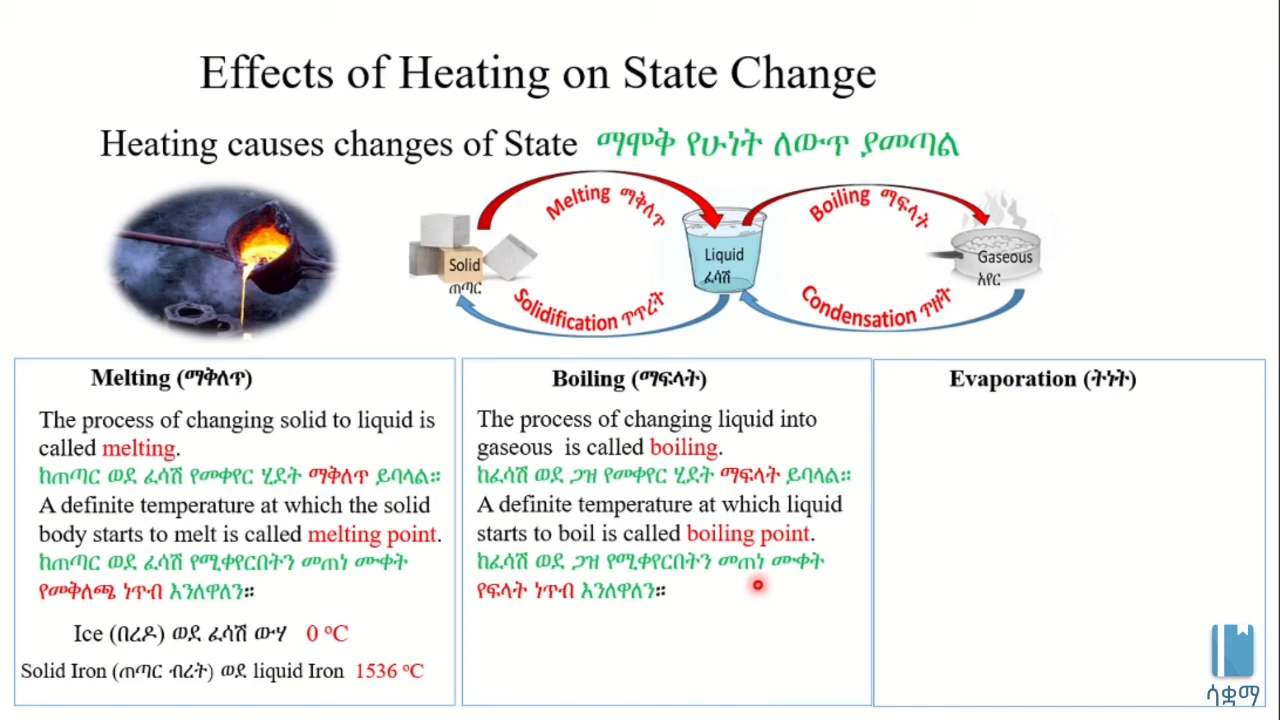 Effects of Heating on State Change
Heating causes changes of State ማሞቅ የሁነት ለውጥ ያመጣል
Melting ማቅለጥ
Boiling ማፍላት
Solid
ጠጣር
Liquid
ፈሳሽ
Gaseous
አየር
Solidification ጥጥረት
Condensation ጥዘት
Melting (ማቅለጥ)
The process of changing solid to liquid is
called melting.
ከጠጣር ወደ ፈሳሽ የመቀየር ሂደት ማቅለጥ ይባላል።
A definite temperature at which the solid
body starts to melt is called melting point.
ከጠጣር ወደ ፈሳሽ የሚቀየርበትን መጠነ ሙቀት
የመቅለጫ ነጥብ እንለዋለን።
Ice (በረዶ) ወደ ፈሳሽ ውሃ 0 ºC
Solid Iron (ጠጣር ብረት) ወደ liquid Iron 1536 ºC
Boiling (ማፍላት)
The process of changing liquid into
gaseous is called boiling.
ከፈሳሽ ወደ ጋዝ የመቀየር ሂደት ማፍላት ይባላል።
A definite temperature at which liquid
starts to boil is called boiling point.
ከፈሳሽ ወደ ጋዝ የሚቀየርበትን መጠነ ሙቀት
የፍላት ነጥብ እንለዋለን።
Evaporation (ትነት)
ሳቋማ